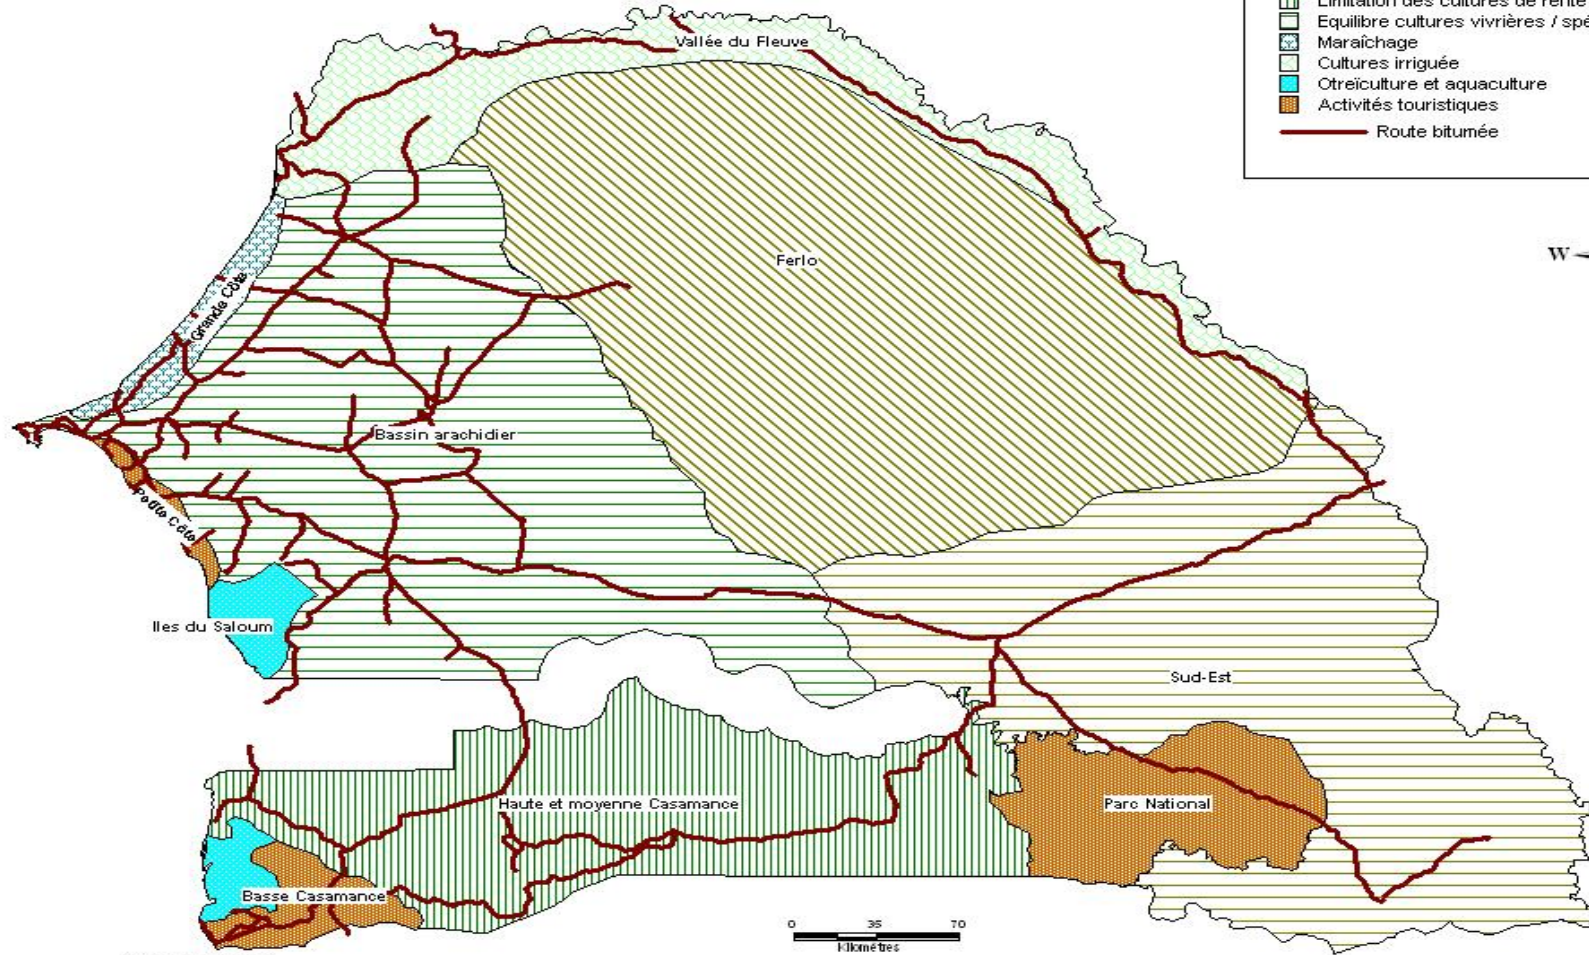 Limitation des cultures de rente
Equilibre cultures vivrières / spé
Maraîchage
Cultures irriguée
Otreïculture et aquaculture
Activités touristiques
Route bitumée
Vallée du Fleuve
W
Ferlo
Grande Côte
Bassin arachidier
Petite Côte
Iles du Saloum
Sud-Est
Haute et moyenne Casamance
Parc National
Basse Casamance
0 35 70
Kilomètres